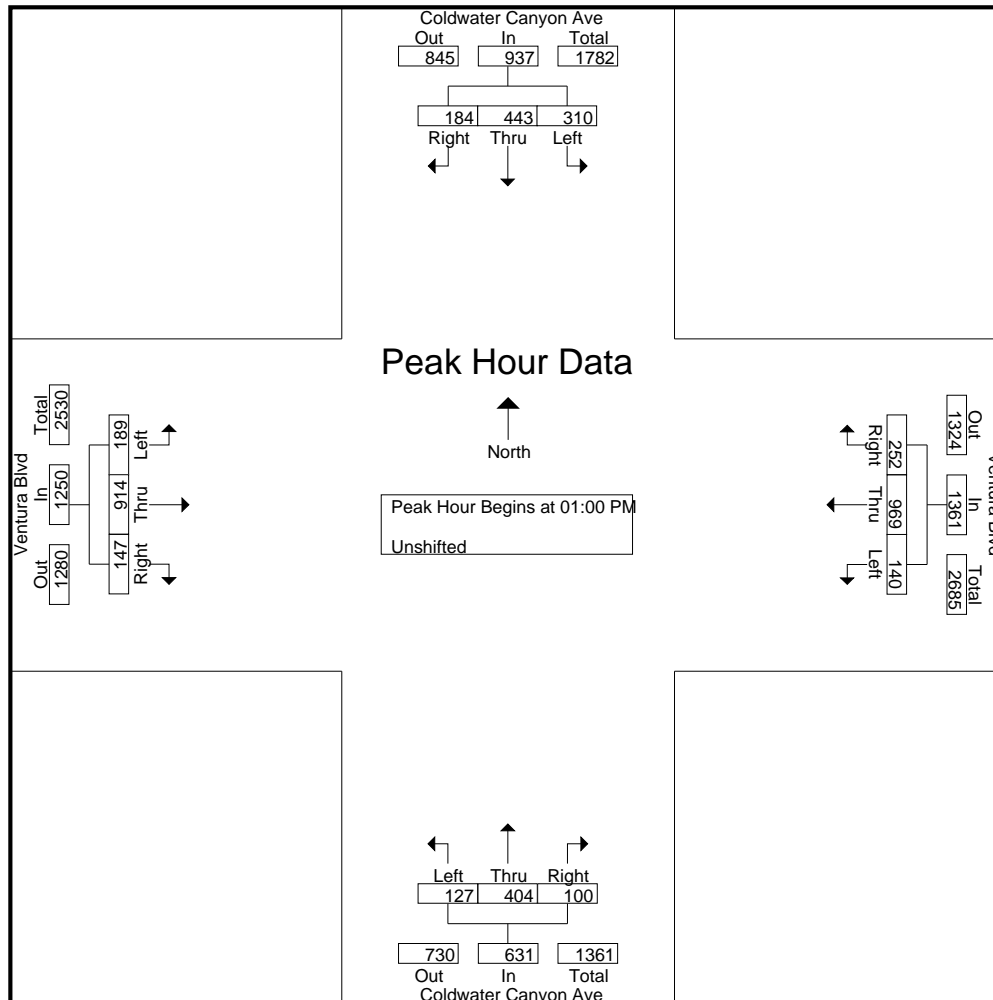 Coldwater Canyon Ave
Out In Total
845 937 1782
184 443 310
Right Thru Left
Peak Hour Data
North
Peak Hour Begins at 01:00 PM
Unshifted
Ventura Blvd
Out In Total
1280 1250 2530
147 914 189
Right Thru Left
Ventura Blvd
Out In Total
1324 1361 2685
252 969 140
Right Thru Left
Left Thru Right
127 404 100
730 631 1361
Out In Total
Coldwater Canyon Ave